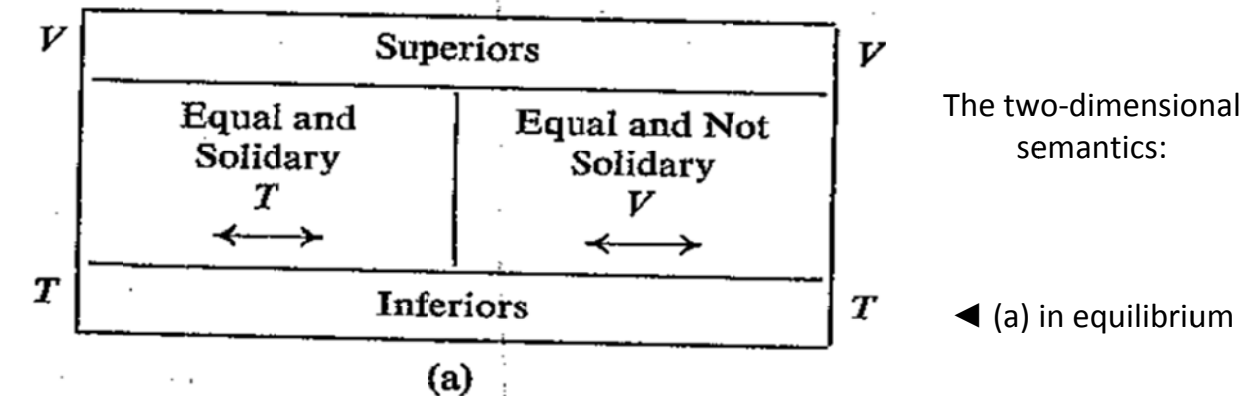 V Superiors V
Equal and
Solidary
T
Equal and Not
Solidary
V
T Inferiors T
(a)
The two-dimensional
semantics:
◄ (a) in equilibrium